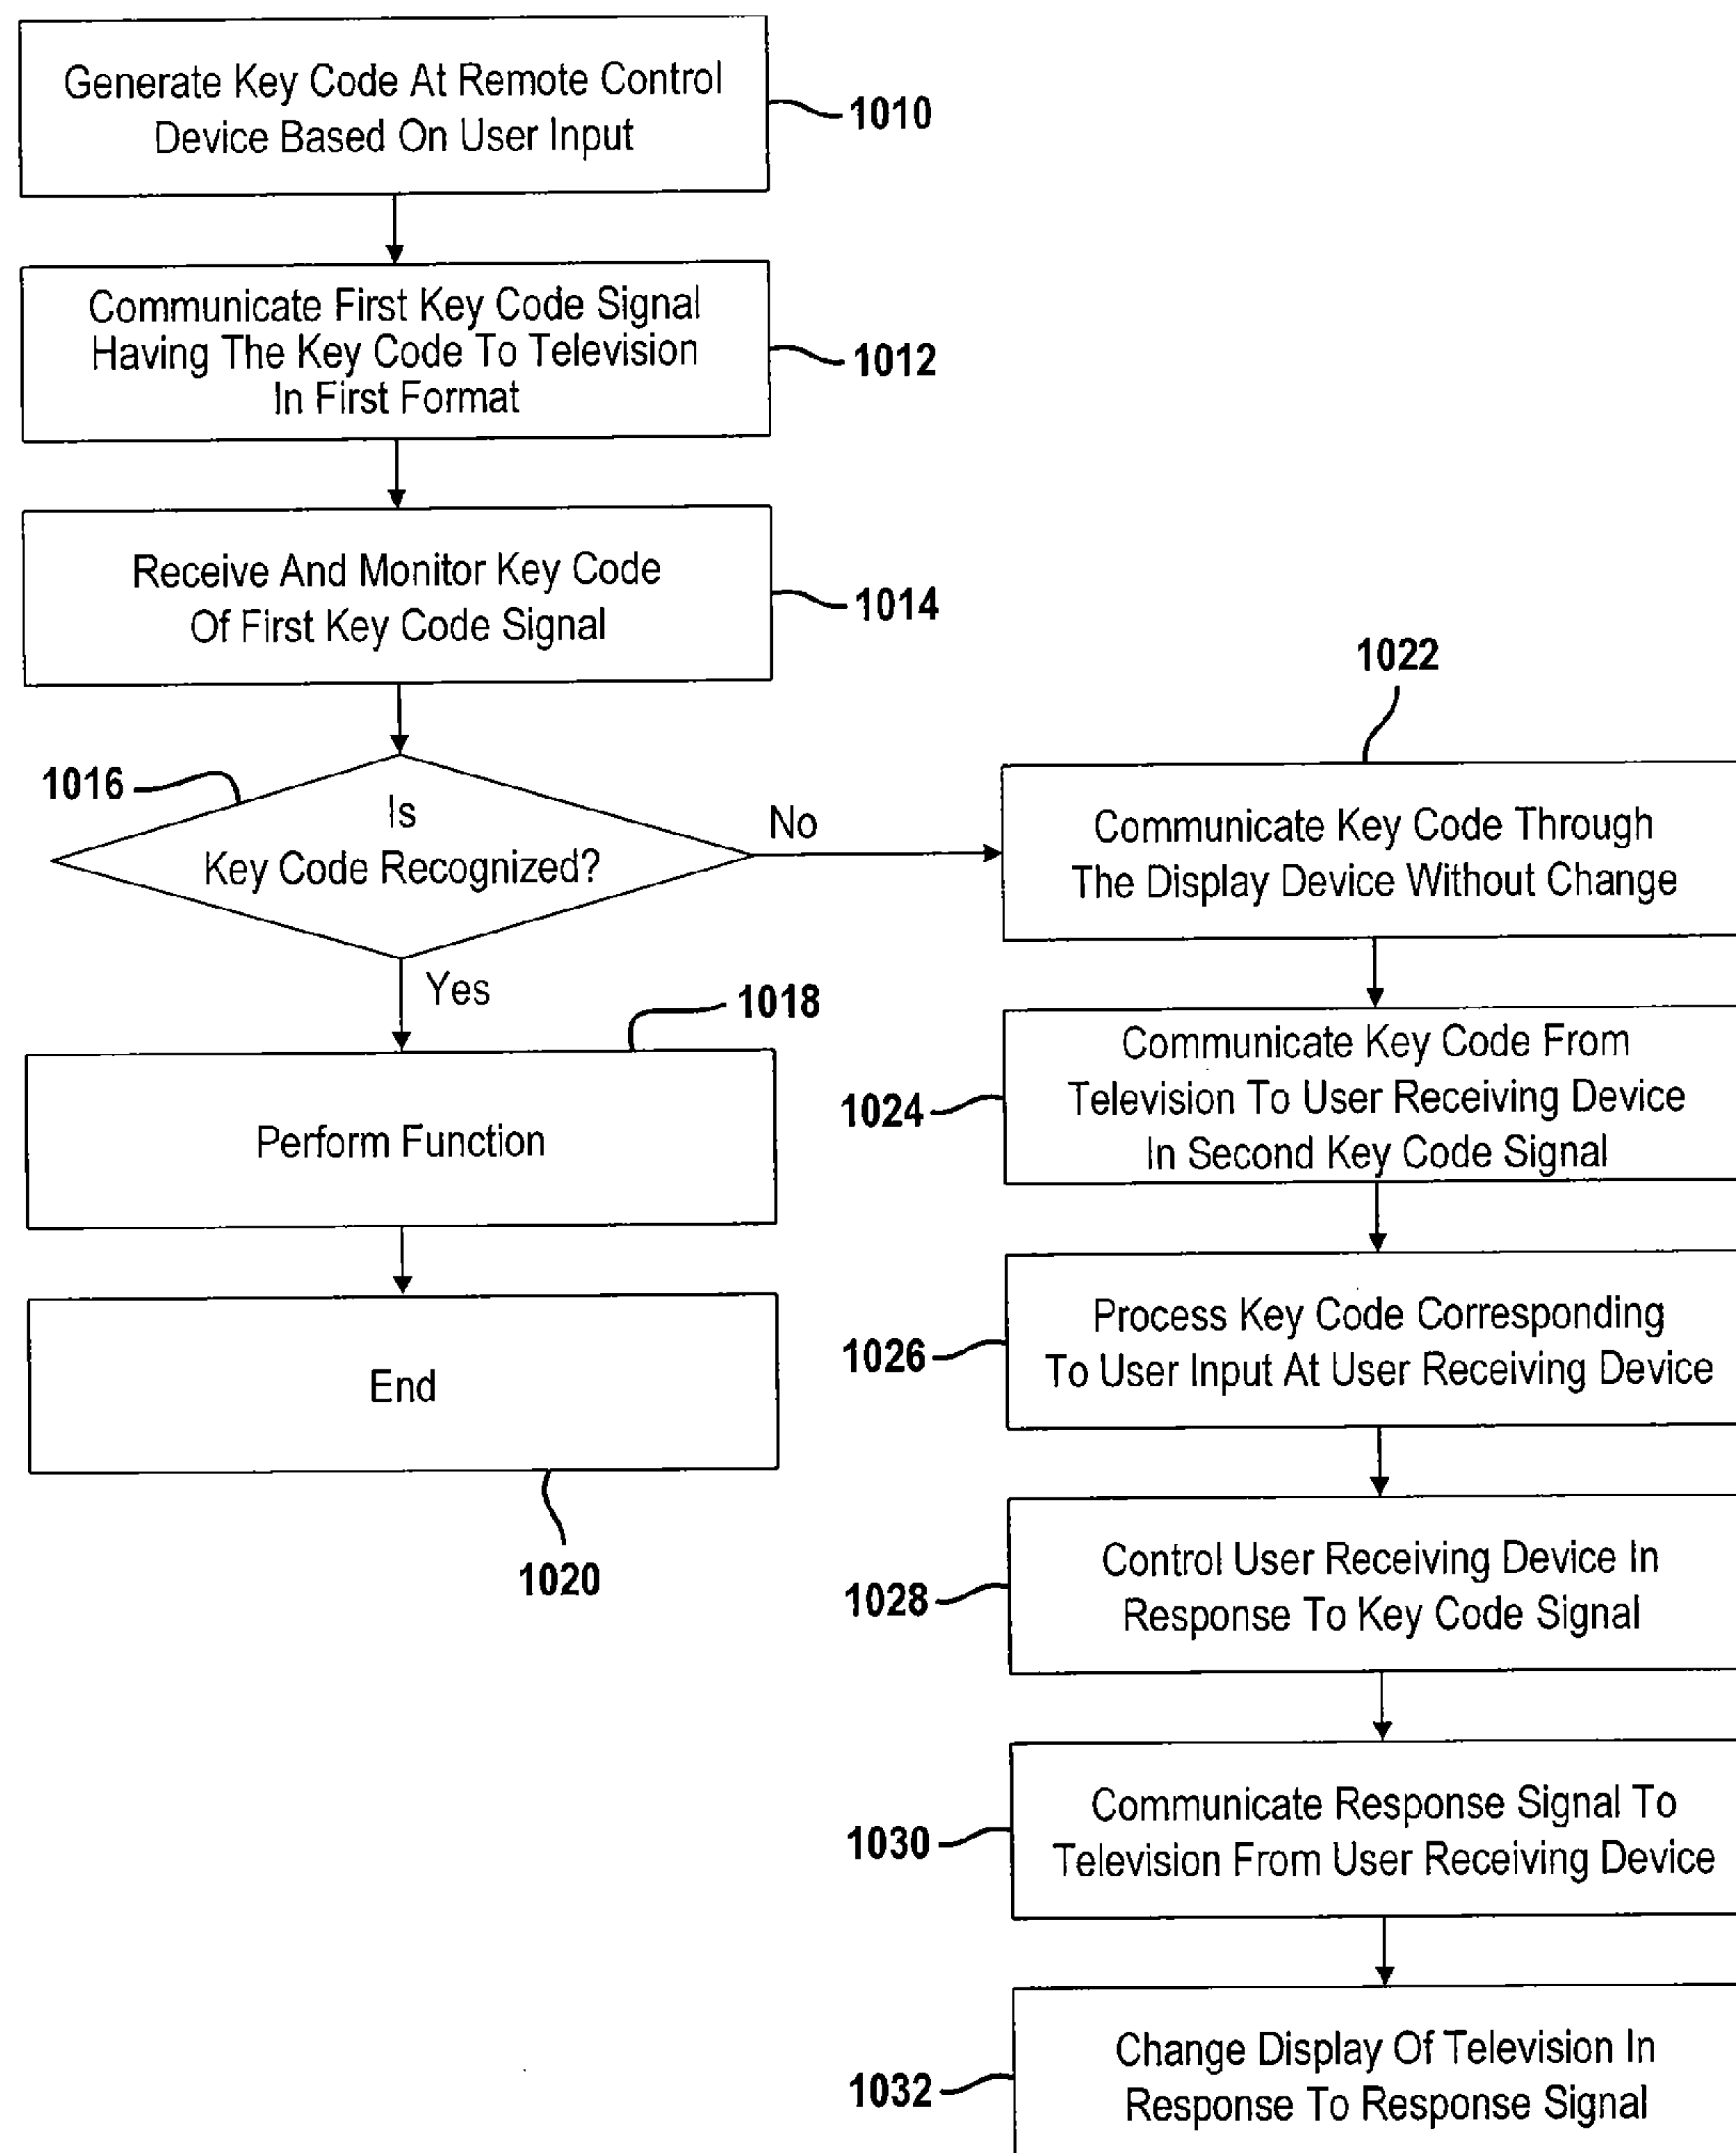 Generate Key Code At Remote Control
Device Based On User Input
1010
Communicate First Key Code Signal
Having The Key Code To Television
In First Format
1012
Receive And Monitor Key Code
Of First Key Code Signal
1014
1016
Is
Key Code Recognized?
No
Yes
1018
Perform Function
End
1020
1022
Communicate Key Code Through
The Display Device Without Change
1024
Communicate Key Code From
Television To User Receiving Device
In Second Key Code Signal
1026
Process Key Code Corresponding
To User Input At User Receiving Device
1028
Control User Receiving Device In
Response To Key Code Signal
1030
Communicate Response Signal To
Television From User Receiving Device
1032
Change Display Of Television In
Response To Response Signal